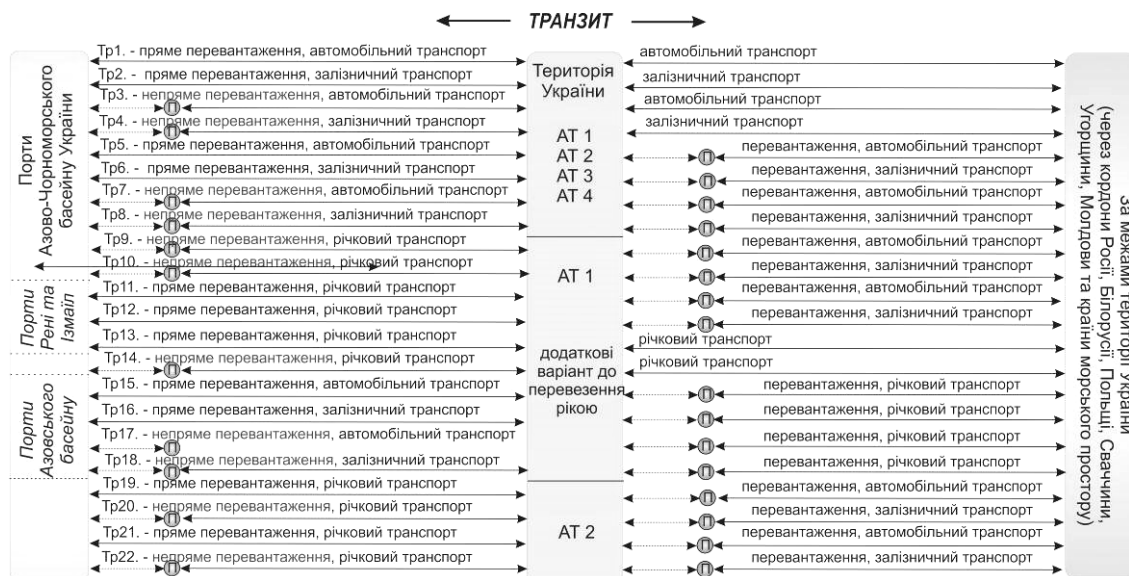 ТРАНЗИТ
Порти
Азово-Чорноморського
басейну України
Порти
Рені та
Ізмаїл
Порти
Азовського
басейну
Тр1. - пряме перевантаження, автомобільний транспорт
Тр2. - пряме перевантаження, залізничний транспорт
Тр3. - непряме перевантаження, автомобільний транспорт
П
Тр4. - непряме перевантаження, залізничний транспорт
П
Тр5. - пряме перевантаження, автомобільний транспорт
Тр6. - пряме перевантаження, залізничний транспорт
Тр7. - непряме перевантаження, автомобільний транспорт
П
Тр8. - непряме перевантаження, залізничний транспорт
П
Тр9. - непряме перевантаження, річковий транспорт
П
Тр10. - непряме перевантаження, річковий транспорт
П
Тр11. - пряме перевантаження, річковий транспорт
Тр12. - пряме перевантаження, річковий транспорт
Тр13. - пряме перевантаження, річковий транспорт
Тр14. - непряме перевантаження, річковий транспорт
П
Тр15. - пряме перевантаження, автомобільний транспорт
Тр16. - пряме перевантаження, залізничний транспорт
Тр17. - непряме перевантаження, автомобільний транспорт
П
Тр18. - непряме перевантаження, залізничний транспорт
П
Тр19. - пряме перевантаження, річковий транспорт
Тр20. - непряме перевантаження, річковий транспорт
П
Тр21. - пряме перевантаження, річковий транспорт
Тр22. - непряме перевантаження, річковий транспорт
П
Територія
України
АТ 1
АТ 2
АТ 3
АТ 4
АТ 1
додаткові
варіант до
перевезення
рікою
АТ 2
автомобільний транспорт
залізничний транспорт
автомобільний транспорт
залізничний транспорт
перевантаження, автомобільний транспорт
П
перевантаження, залізничний транспорт
П
перевантаження, автомобільний транспорт
П
перевантаження, залізничний транспорт
П
перевантаження, автомобільний транспорт
П
перевантаження, залізничний транспорт
П
перевантаження, автомобільний транспорт
П
перевантаження, залізничний транспорт
П
річковий транспорт
річковий транспорт
перевантаження, річковий транспорт
П
перевантаження, річковий транспорт
П
перевантаження, річковий транспорт
П
перевантаження, річковий транспорт
П
перевантаження, автомобільний транспорт
П
перевантаження, залізничний транспорт
П
перевантаження, автомобільний транспорт
П
перевантаження, залізничний транспорт
П
За межами території України
(через кордони Росії, Білорусії, Польщі, Сваччини,
Угорщини, Молдови та країни морського простору)